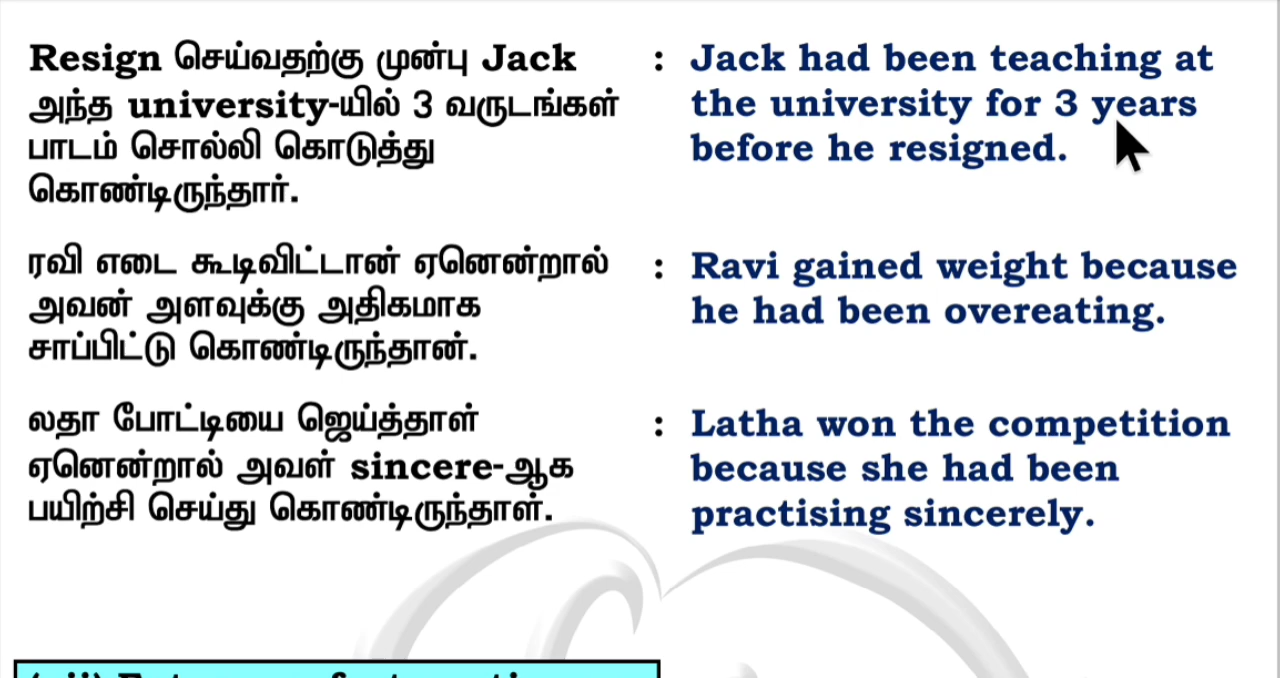 Resign செய்வதற்கு முன்பு Jack : Jack had been teaching at
அந்த university-யில் 3 வருடங்கள் the university for 3 years
பாடம் சொல்லி கொடுத்து before he resigned.
கொண்டிருந்தார்.
ரவி எடை கூடிவிட்டான் ஏனென்றால் : Ravi gained weight because
அவன் அளவுக்கு அதிகமாக he had been overeating.
சாப்பிட்டு கொண்டிருந்தான்.
லதா போட்டியை ஜெய்த்தாள் : Latha won the competition
ஏனென்றால் அவள் sincere-ஆக because she had been
பயிற்சி செய்து கொண்டிருந்தாள். practising sincerely.